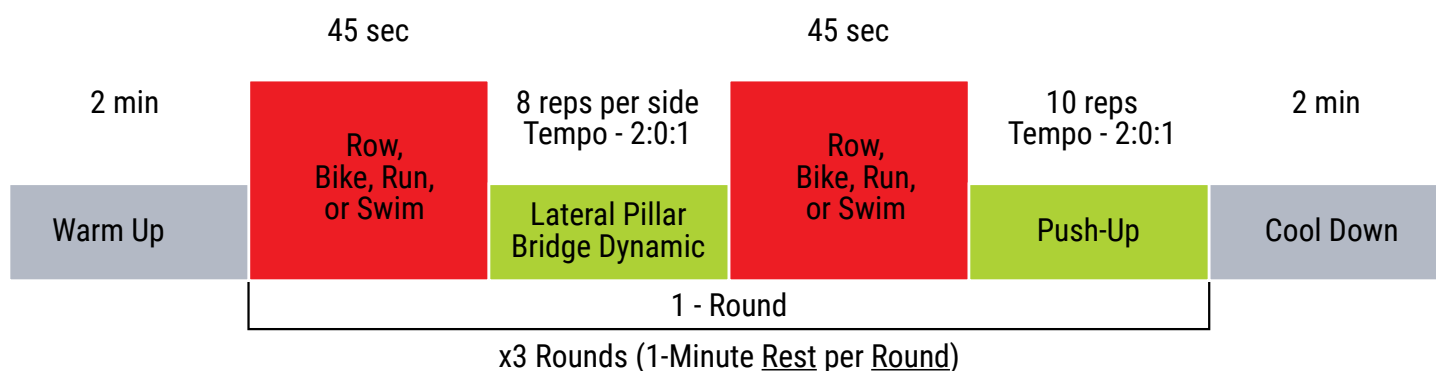 45 sec
45 sec
2 min
8 reps per side
Tempo - 2:0:1
10 reps
Tempo - 2:0:1
2 min
Warm Up
Row,
Bike, Run,
or Swim
Lateral Pillar
Bridge Dynamic
Row,
Bike, Run,
or Swim
Push-Up
Cool Down
1 - Round
x3 Rounds (1-Minute Rest per Round)